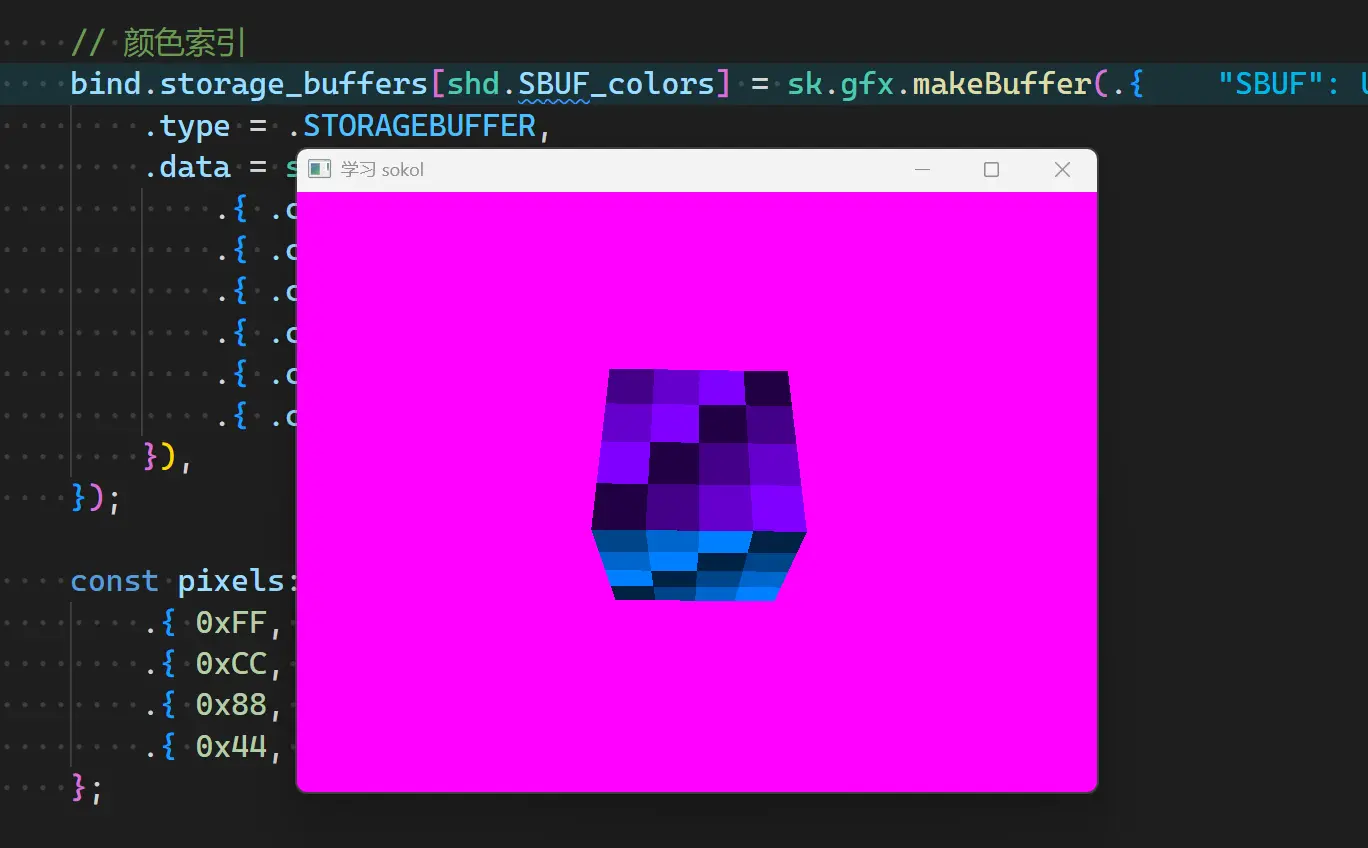 // 颜色索引
bind.storage_buffers[shd.SBUF_colors] = sk.gfx.makeBuffer(.{ "SBUF": U
.type = .STORAGEBUFFER,
.data = s
学习 sokol
.{ .c
.{ .c
.{ .c
.{ .c
.{ .c
.{ .c
}),
});
const pixels:
.{ 0xFF,
.{ 0xCC,
.{ 0x88,
.{ 0x44,
};